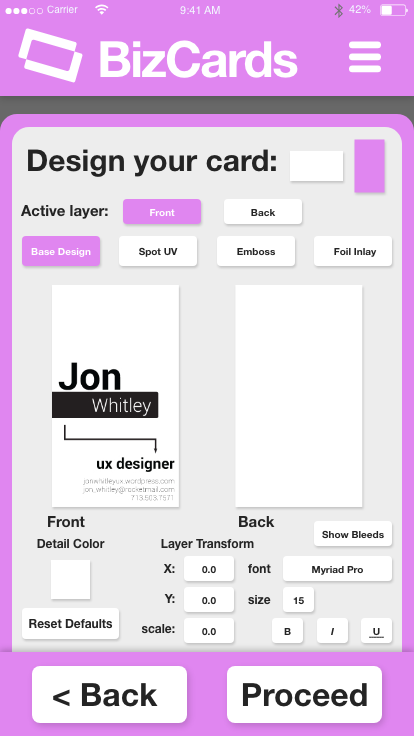 Carrier 9:41 AM 42%
BizCards
Design your card:
Active layer: Front Back
Base Design Spot UV Emboss Foil Inlay
Jon
Whitley
ux designer
jonwhitleyux.wordpress.com
jon_whitley@rocketmail.com
713.503.7571
Front Back
Show Bleeds
Detail Color Layer Transform
X: 0.0 font Myriad Pro
Y: 0.0 size 15
Reset Defaults
scale: 0.0 B I U
< Back Proceed